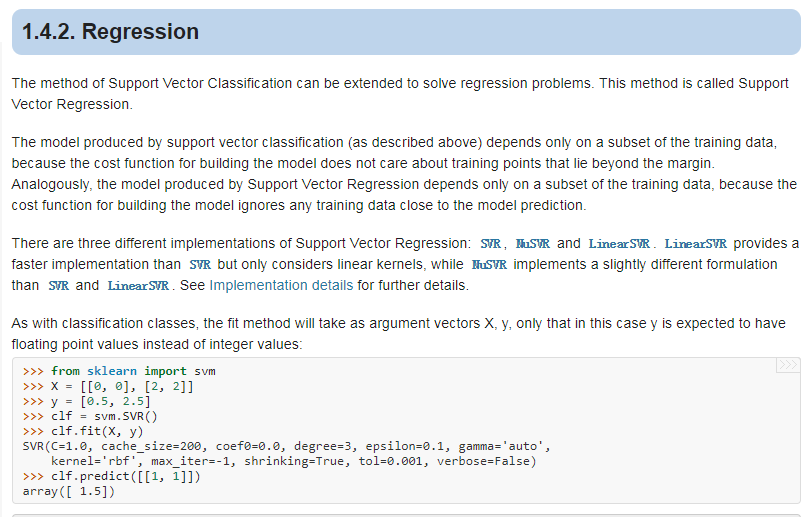 1.4.2. Regression
The method of Support Vector Classification can be extended to solve regression problems. This method is called Support
Vector Regression.
The model produced by support vector classification (as described above) depends only on a subset of the training data,
because the cost function for building the model does not care about training points that lie beyond the margin.
Analogously, the model produced by Support Vector Regression depends only on a subset of the training data, because the
cost function for building the model ignores any training data close to the model prediction.
There are three different implementations of Support Vector Regression: SVR, NuSVR and LinearSVR. LinearSVR provides a
faster implementation than SVR but only considers linear kernels, while NuSVR implements a slightly different formulation
than SVR and LinearSVR. See Implementation details for further details.
As with classification classes, the fit method will take as argument vectors X, y, only that in this case y is expected to have
floating point values instead of integer values:
>>>
>>> from sklearn import svm
>>> X = [[0, 0], [2, 2]]
>>> y = [0.5, 2.5]
>>> clf = svm.SVR()
>>> clf.fit(X, y)
SVR(C=1.0, cache_size=200, coef0=0.0, degree=3, epsilon=0.1, gamma='auto',
    kernel='rbf', max_iter=-1, shrinking=True, tol=0.001, verbose=False)
>>> clf.predict([[1, 1]])
array([ 1.5])